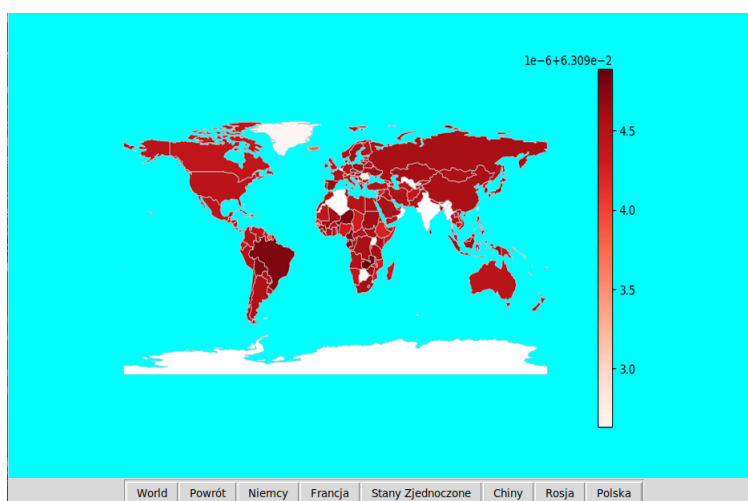 1e−6+6.309e−2
4.5
4.0
3.5
3.0
World Powrót Niemcy Francja Stany Zjednoczone Chiny Rosja Polska